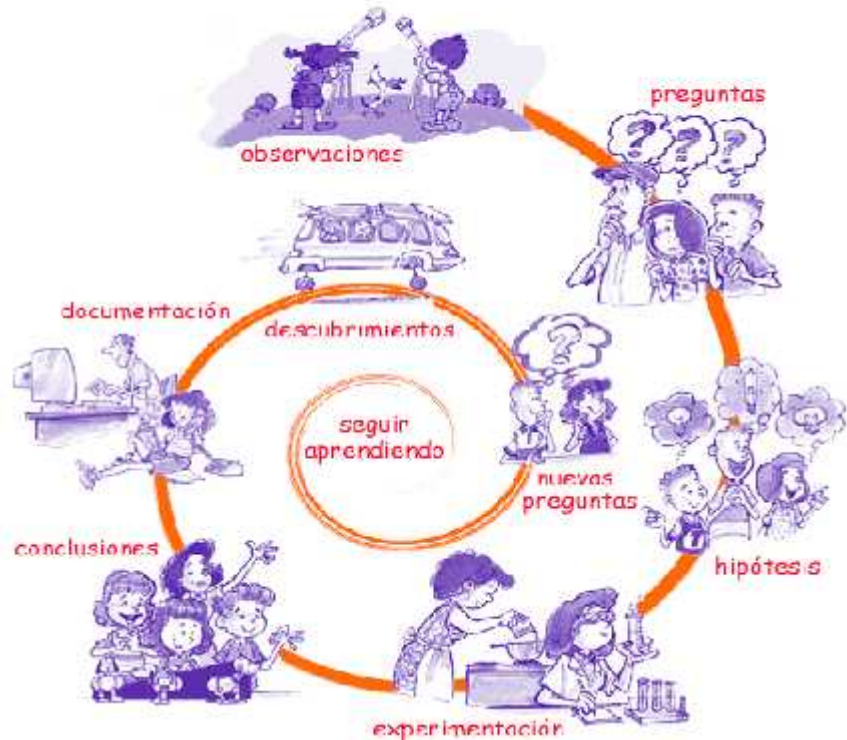 observaciones
preguntas
hipótesis
experimentación
conclusiones
documentación
descubrimientos
nuevas
preguntas
seguir
aprendiendo